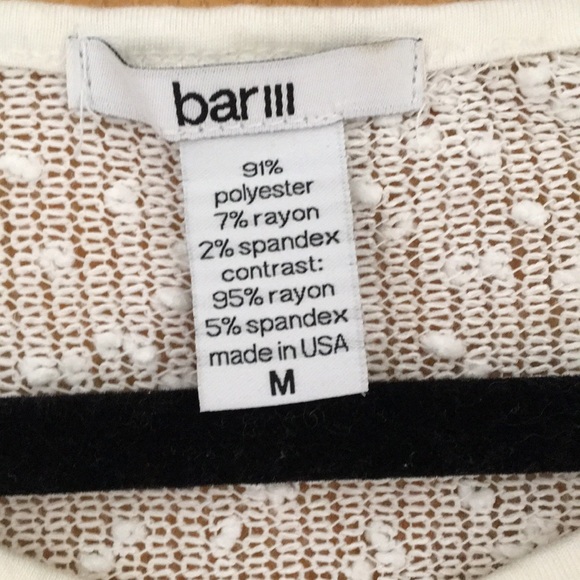 bar III
91%
polyester
7% rayon
2% spandex
contrast:
95% rayon
5% spandex
made in USA
M